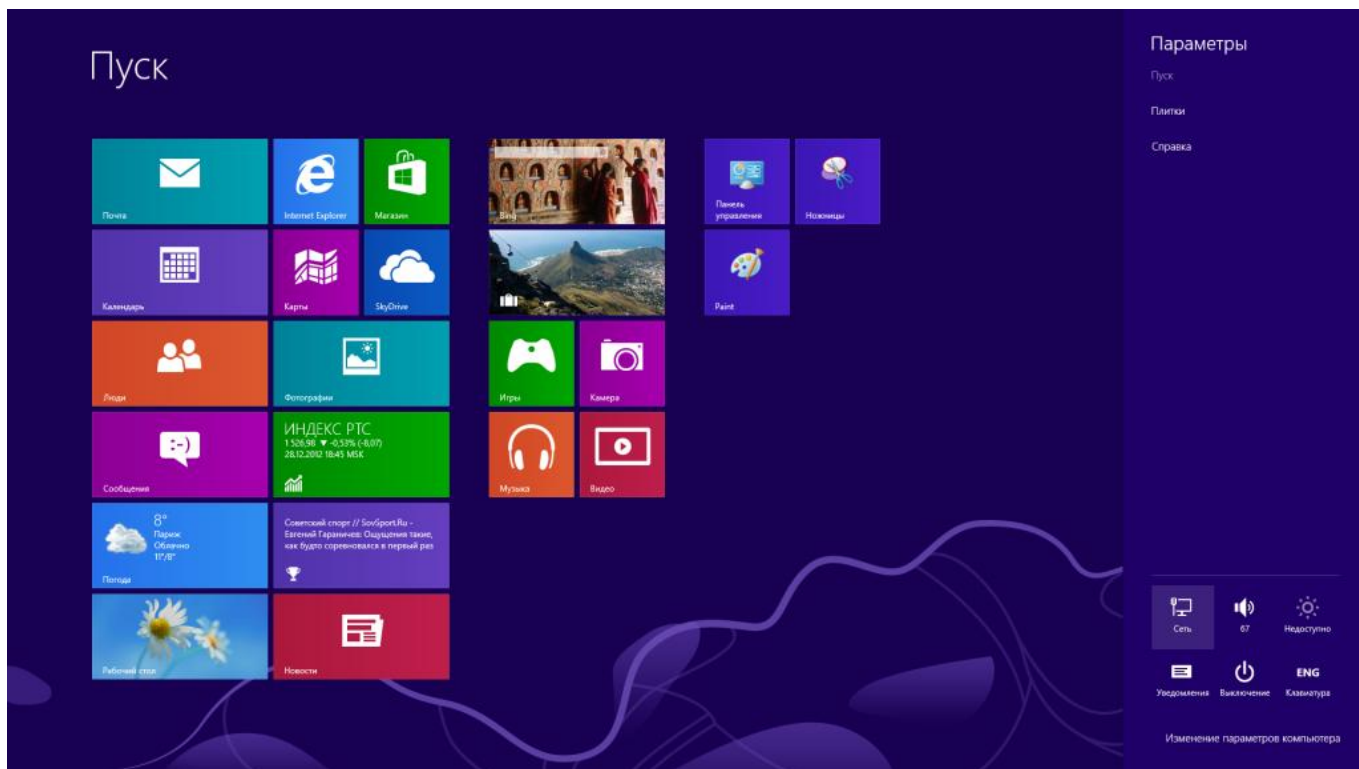 Пуск
Почта
Internet Explorer
Магазин
Календарь
Карты
SkyDrive
Люди
Фотографии
Сообщения
ИНДЕКС РТС
1 526,98 ▼ -0,53% (-8,07)
28.12.2012 18:45 MSK
8°
Париж
Облачно
11°/8°
Погода
Советский спорт // SovSport.Ru -
Евгений Гараничев: Ощущения такие,
как будто соревновался в первый раз
Рабочий стол
Новости
Bing
Игры
Камера
Музыка
Видео
Панель
управления
Ножницы
Paint
Параметры
Пуск
Плитки
Справка
Сеть
67
Недоступно
Уведомления
Выключение
ENG
Клавиатура
Изменение параметров компьютера